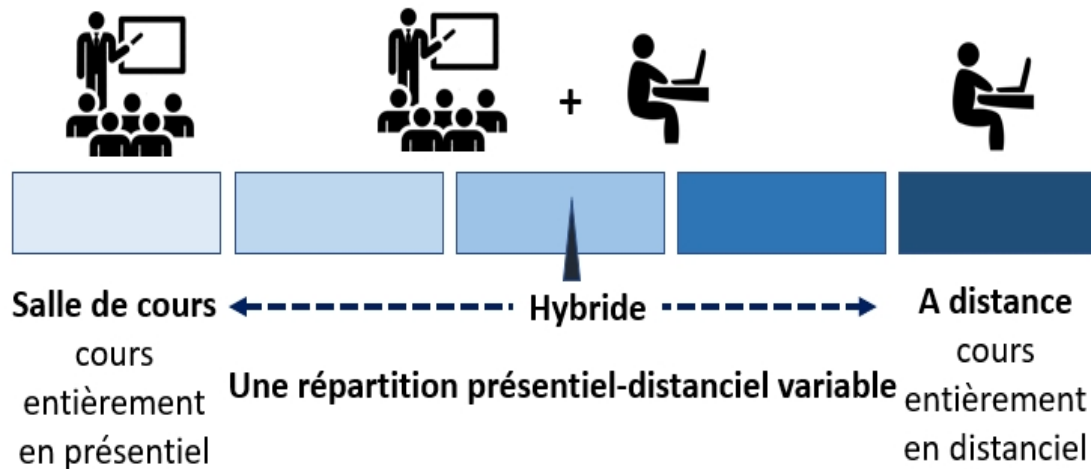 +
Salle de cours
cours
entièrement
en présentiel
Hybride
Une répartition présentiel-distanciel variable
A distance
cours
entièrement
en distanciel